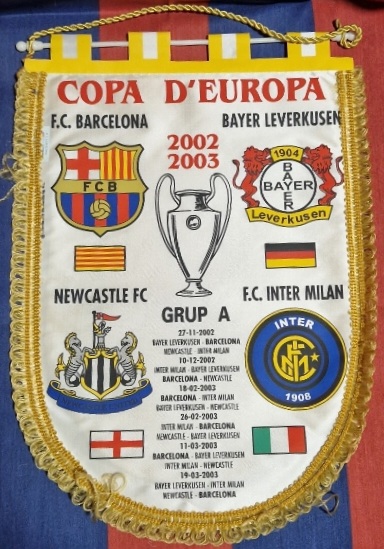 COPA D'EUROPA
F.C. BARCELONA
BAYER LEVERKUSEN
2002
2003
FCB
1904
BAYER
BAYER
Leverkusen
NEWCASTLE FC
F.C. INTER MILAN
GRUP A
INTER
1908
27-11-2002
BAYER LEVERKUSEN - BARCELONA
NEWCASTLE - INTER MILAN
10-12-2002
INTER MILAN - BAYER LEVERKUSEN
BARCELONA - NEWCASTLE
18-02-2003
BARCELONA - INTER MILAN
BAYER LEVERKUSEN - NEWCASTLE
26-02-2003
INTER MILAN - BARCELONA
NEWCASTLE - BAYER LEVERKUSEN
11-03-2003
BARCELONA - BAYER LEVERKUSEN
INTER MILAN - NEWCASTLE
19-03-2003
BAYER LEVERKUSEN - INTER MILAN
NEWCASTLE - BARCELONA